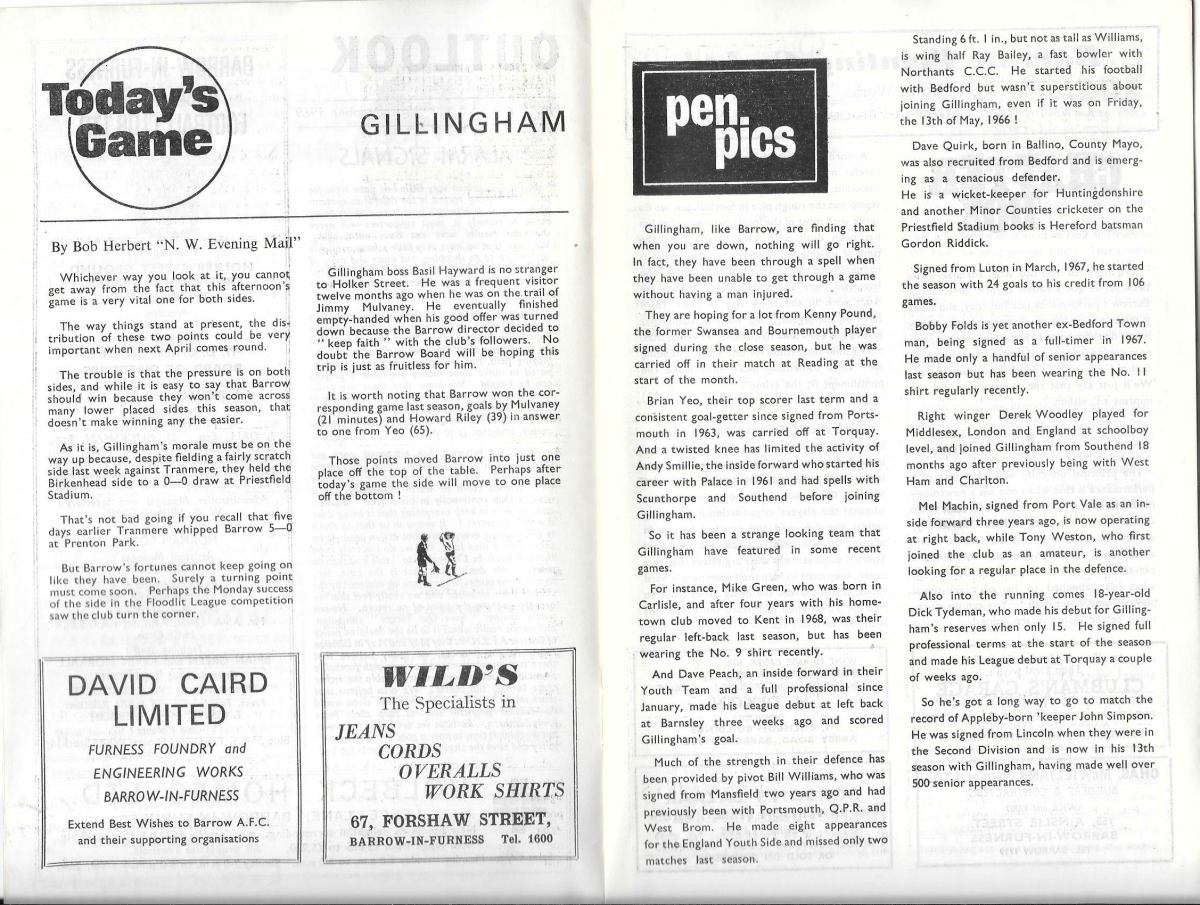 Today's
Game
GILLINGHAM
By Bob Herbert "N. W. Evening Mail"
Whichever way you look at it, you cannot
get away from the fact that this afternoon's
game is a very vital one for both sides.
The way things stand at present, the dis-
tribution of these two points could be very
important when next April comes round.
The trouble is that the pressure is on both
sides, and while it is easy to say that Barrow
should win because they won't come across
many lower placed sides this season, that
doesn't make winning any the easier.
As it is, Gillingham's morale must be on the
way up because, despite fielding a fairly scratch
side last week against Tranmere, they held the
Birkenhead side to a 0—0 draw at Priestfield
Stadium.
That's not bad going if you recall that five
days earlier Tranmere whipped Barrow 5—0
at Prenton Park.
But Barrow's fortunes cannot keep going on
like they have been. Surely a turning point
must come soon. Perhaps the Monday success
of the side in the Floodlit League competition
saw the club turn the corner.
Gillingham boss Basil Hayward is no stranger
to Holker Street. He was a frequent visitor
twelve months ago when he was on the trail of
Jimmy Mulvaney. He eventually finished
empty-handed when his good offer was turned
down because the Barrow director decided to
" keep faith " with the club's followers. No
doubt the Barrow Board will be hoping this
trip is just as fruitless for him.
It is worth noting that Barrow won the cor-
responding game last season, goals by Mulvaney
(21 minutes) and Howard Riley (39) in answer
to one from Yeo (65).
Those points moved Barrow into just one
place off the top of the table. Perhaps after
today's game the side will move to one place
off the bottom !
DAVID CAIRD
LIMITED
FURNESS FOUNDRY and
ENGINEERING WORKS
BARROW-IN-FURNESS
Extend Best Wishes to Barrow A.F.C.
and their supporting organisations
WILD'S
The Specialists in
JEANS
CORDS
OVERALLS
WORK SHIRTS
67, FORSHAW STREET,
BARROW-IN-FURNESS Tel. 1600
pen
pics
Gillingham, like Barrow, are finding that
when you are down, nothing will go right.
In fact, they have been through a spell when
they have been unable to get through a game
without having a man injured.
They are hoping for a lot from Kenny Pound,
the former Swansea and Bournemouth player
signed during the close season, but he was
carried off in their match at Reading at the
start of the month.
Brian Yeo, their top scorer last term and a
consistent goal-getter since signed from Ports-
mouth in 1963, was carried off at Torquay.
And a twisted knee has limited the activity of
Andy Smillie, the inside forward who started his
career with Palace in 1961 and had spells with
Scunthorpe and Southend before joining
Gillingham.
So it has been a strange looking team that
Gillingham have featured in some recent
games.
For instance, Mike Green, who was born in
Carlisle, and after four years with his home-
town club moved to Kent in 1968, was their
regular left-back last season, but has been
wearing the No. 9 shirt recently.
And Dave Peach, an inside forward in their
Youth Team and a full professional since
January, made his League debut at left back
at Barnsley three weeks ago and scored
Gillingham's goal.
Much of the strength in their defence has
been provided by pivot Bill Williams, who was
signed from Mansfield two years ago and had
previously been with Portsmouth, Q.P.R. and
West Brom. He made eight appearances
for the England Youth Side and missed only two
matches last season.
Standing 6 ft. 1 in., but not as tall as Williams,
is wing half Ray Bailey, a fast bowler with
Northants C.C.C. He started his football
with Bedford but wasn't superstitious about
joining Gillingham, even if it was on Friday,
the 13th of May, 1966 !
Dave Quirk, born in Ballino, County Mayo,
was also recruited from Bedford and is emerg-
ing as a tenacious defender.
He is a wicket-keeper for Huntingdonshire
and another Minor Counties cricketer on the
Priestfield Stadium books is Hereford batsman
Gordon Riddick.
Signed from Luton in March, 1967, he started
the season with 24 goals to his credit from 106
games.
Bobby Folds is yet another ex-Bedford Town
man, being signed as a full-timer in 1967.
He made only a handful of senior appearances
last season but has been wearing the No. 11
shirt regularly recently.
Right winger Derek Woodley played for
Middlesex, London and England at schoolboy
level, and joined Gillingham from Southend 18
months ago after previously being with West
Ham and Charlton.
Mel Machin, signed from Port Vale as an in-
side forward three years ago, is now operating
at right back, while Tony Weston, who first
joined the club as an amateur, is another
looking for a regular place in the defence.
Also into the running comes 18-year-old
Dick Tydeman, who made his debut for Gilling-
ham's reserves when only 15. He signed full
professional terms at the start of the season
and made his League debut at Torquay a couple
of weeks ago.
So he's got a long way to go to match the
record of Appleby-born 'keeper John Simpson.
He was signed from Lincoln when they were in
the Second Division and is now in his 13th
season with Gillingham, having made well over
500 senior appearances.